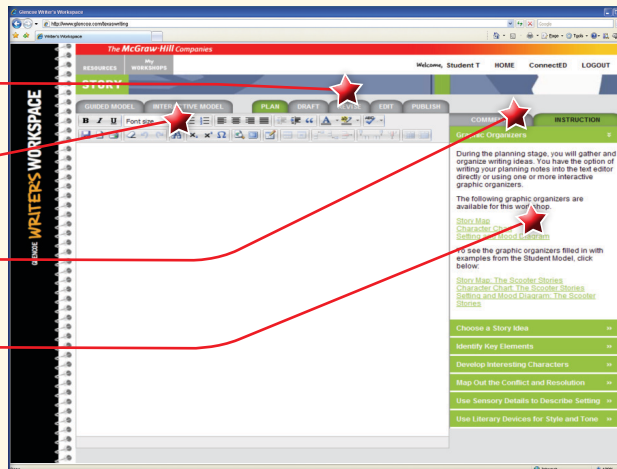 Glencoe Writer's Workspace
http://www.glencoe.com/texaswriting
Google
Writer's Workspace
Page
Tools
The McGraw-Hill Companies
RESOURCES
My
WORKSHOPS
Welcome, Student T HOME ConnectED LOGOUT
STORY
GUIDED MODEL PLAN DRAFT EDIT PUBLISH
INSTRUCTION
B I U Font size
Graphic Organizers
During the planning stage, you will gather and
organize writing ideas. You have the option of
writing your planning notes into the text editor
directly or using one or more interactive
graphic organizers.
The following graphic organizers are
available for this workshop.
Story Map
Character Chart
Setting and Mood Diagram
To see the graphic organizers filled in with
examples from the Student Model, click
below:
Story Map: The Scooter Stories
Character Chart: The Scooter Stories
Setting and Mood Diagram: The Scooter
Stories
Choose a Story Idea
Identify Key Elements
Develop Interesting Characters
Map Out the Conflict and Resolution
Use Sensory Details to Describe Setting
Use Literary Devices for Style and Tone
GLENCOE WRITER'S WORKSPACE